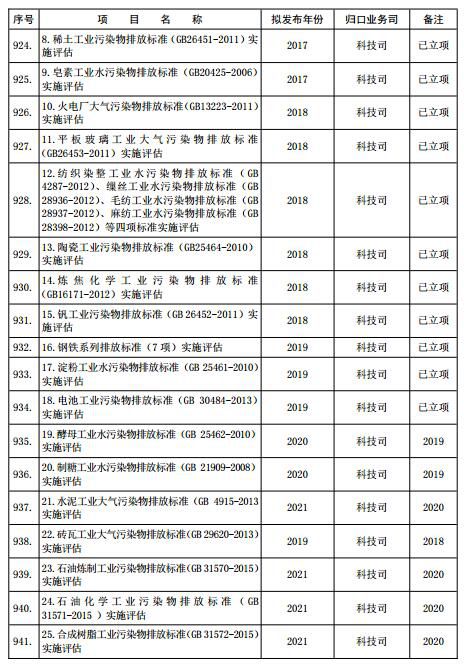 序号 项 目 名 称 拟发布年份 归口业务司 备注
924. 8.稀土工业污染物排放标准(GB26451-2011)实
施评估 2017 科技司 已立项
925. 9.皂素工业水污染物排放标准(GB20425-2006)
实施评估 2017 科技司 已立项
926. 10.火电厂大气污染物排放标准(GB13223-2011)
实施评估 2018 科技司 已立项
927. 11.平板玻璃工业大气污染物排放标准
(GB26453-2011)实施评估 2018 科技司 已立项
928. 12.纺织染整工业水污染物排放标准(GB
4287-2012)、缫丝工业水污染物排放标准(GB
28936-2012)、毛纺工业水污染物排放标准(GB
28937-2012)、麻纺工业水污染物排放标准(GB
28398-2012)等四项标准实施评估 2018 科技司 已立项
929. 13.陶瓷工业污染物排放标准(GB25464-2010)
实施评估 2018 科技司 已立项
930. 14.炼焦化学工业污染物排放标准
(GB16171-2012)实施评估 2018 科技司 已立项
931. 15.钒工业污染物排放标准(GB 26452-2011)实
施评估 2018 科技司 已立项
932. 16.钢铁系列排放标准(7 项)实施评估 2019 科技司 已立项
933. 17.淀粉工业水污染物排放标准(GB 25461-2010)
实施评估 2019 科技司 已立项
934. 18.电池工业污染物排放标准(GB 30484-2013)
实施评估 2019 科技司 已立项
935. 19.酵母工业水污染物排放标准(GB 25462-2010)
实施评估 2020 科技司 2019
936. 20.制糖工业水污染物排放标准(GB 21909-2008)
实施评估 2020 科技司 2019
937. 21.水泥工业大气污染物排放标准(GB 4915-2013
实施评估 2021 科技司 2020
938. 22.砖瓦工业大气污染物排放标准(GB 29620-2013)
实施评估 2019 科技司 2018
939. 23.石油炼制工业污染物排放标准(GB 31570-2015)
实施评估 2021 科技司 2020
940. 24.石油化学工业污染物排放标准(GB
31571-2015 )实施评估 2021 科技司 2020
941. 25.合成树脂工业污染物排放标准(GB 31572-2015)
实施评估 2021 科技司 2020